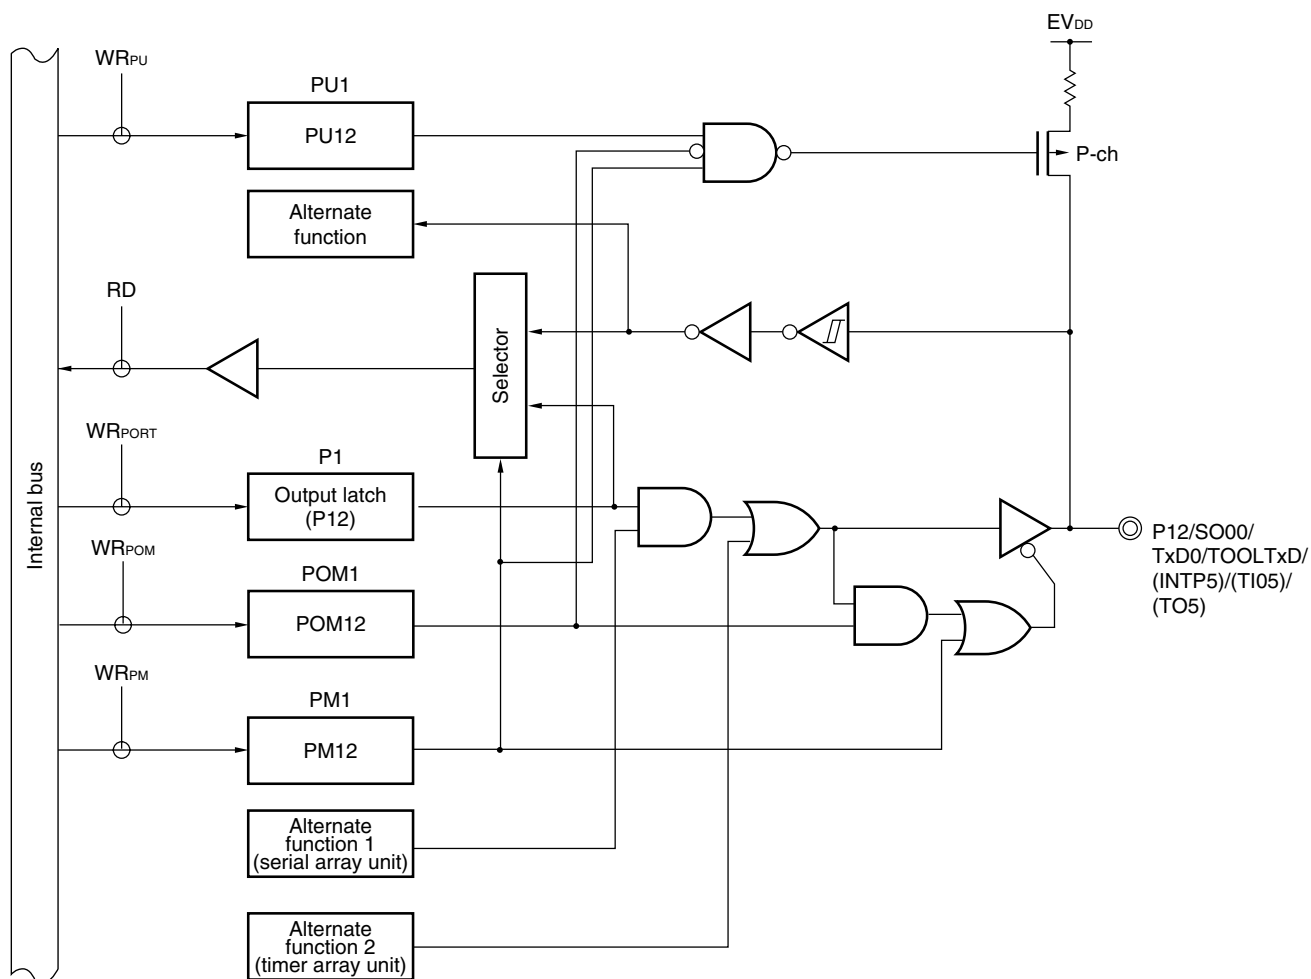 EVDD
WRPU
PU1
PU12
P-ch
Alternate
function
RD
Selector
WRPORT
P1
Output latch
(P12)
Internal bus
WRPOM
POM1
POM12
P12/SO00/
TxD0/TOOLTxD/
(INTP5)/(TI05)/
(TO5)
WRPM
PM1
PM12
Alternate
function 1
(serial array unit)
Alternate
function 2
(timer array unit)